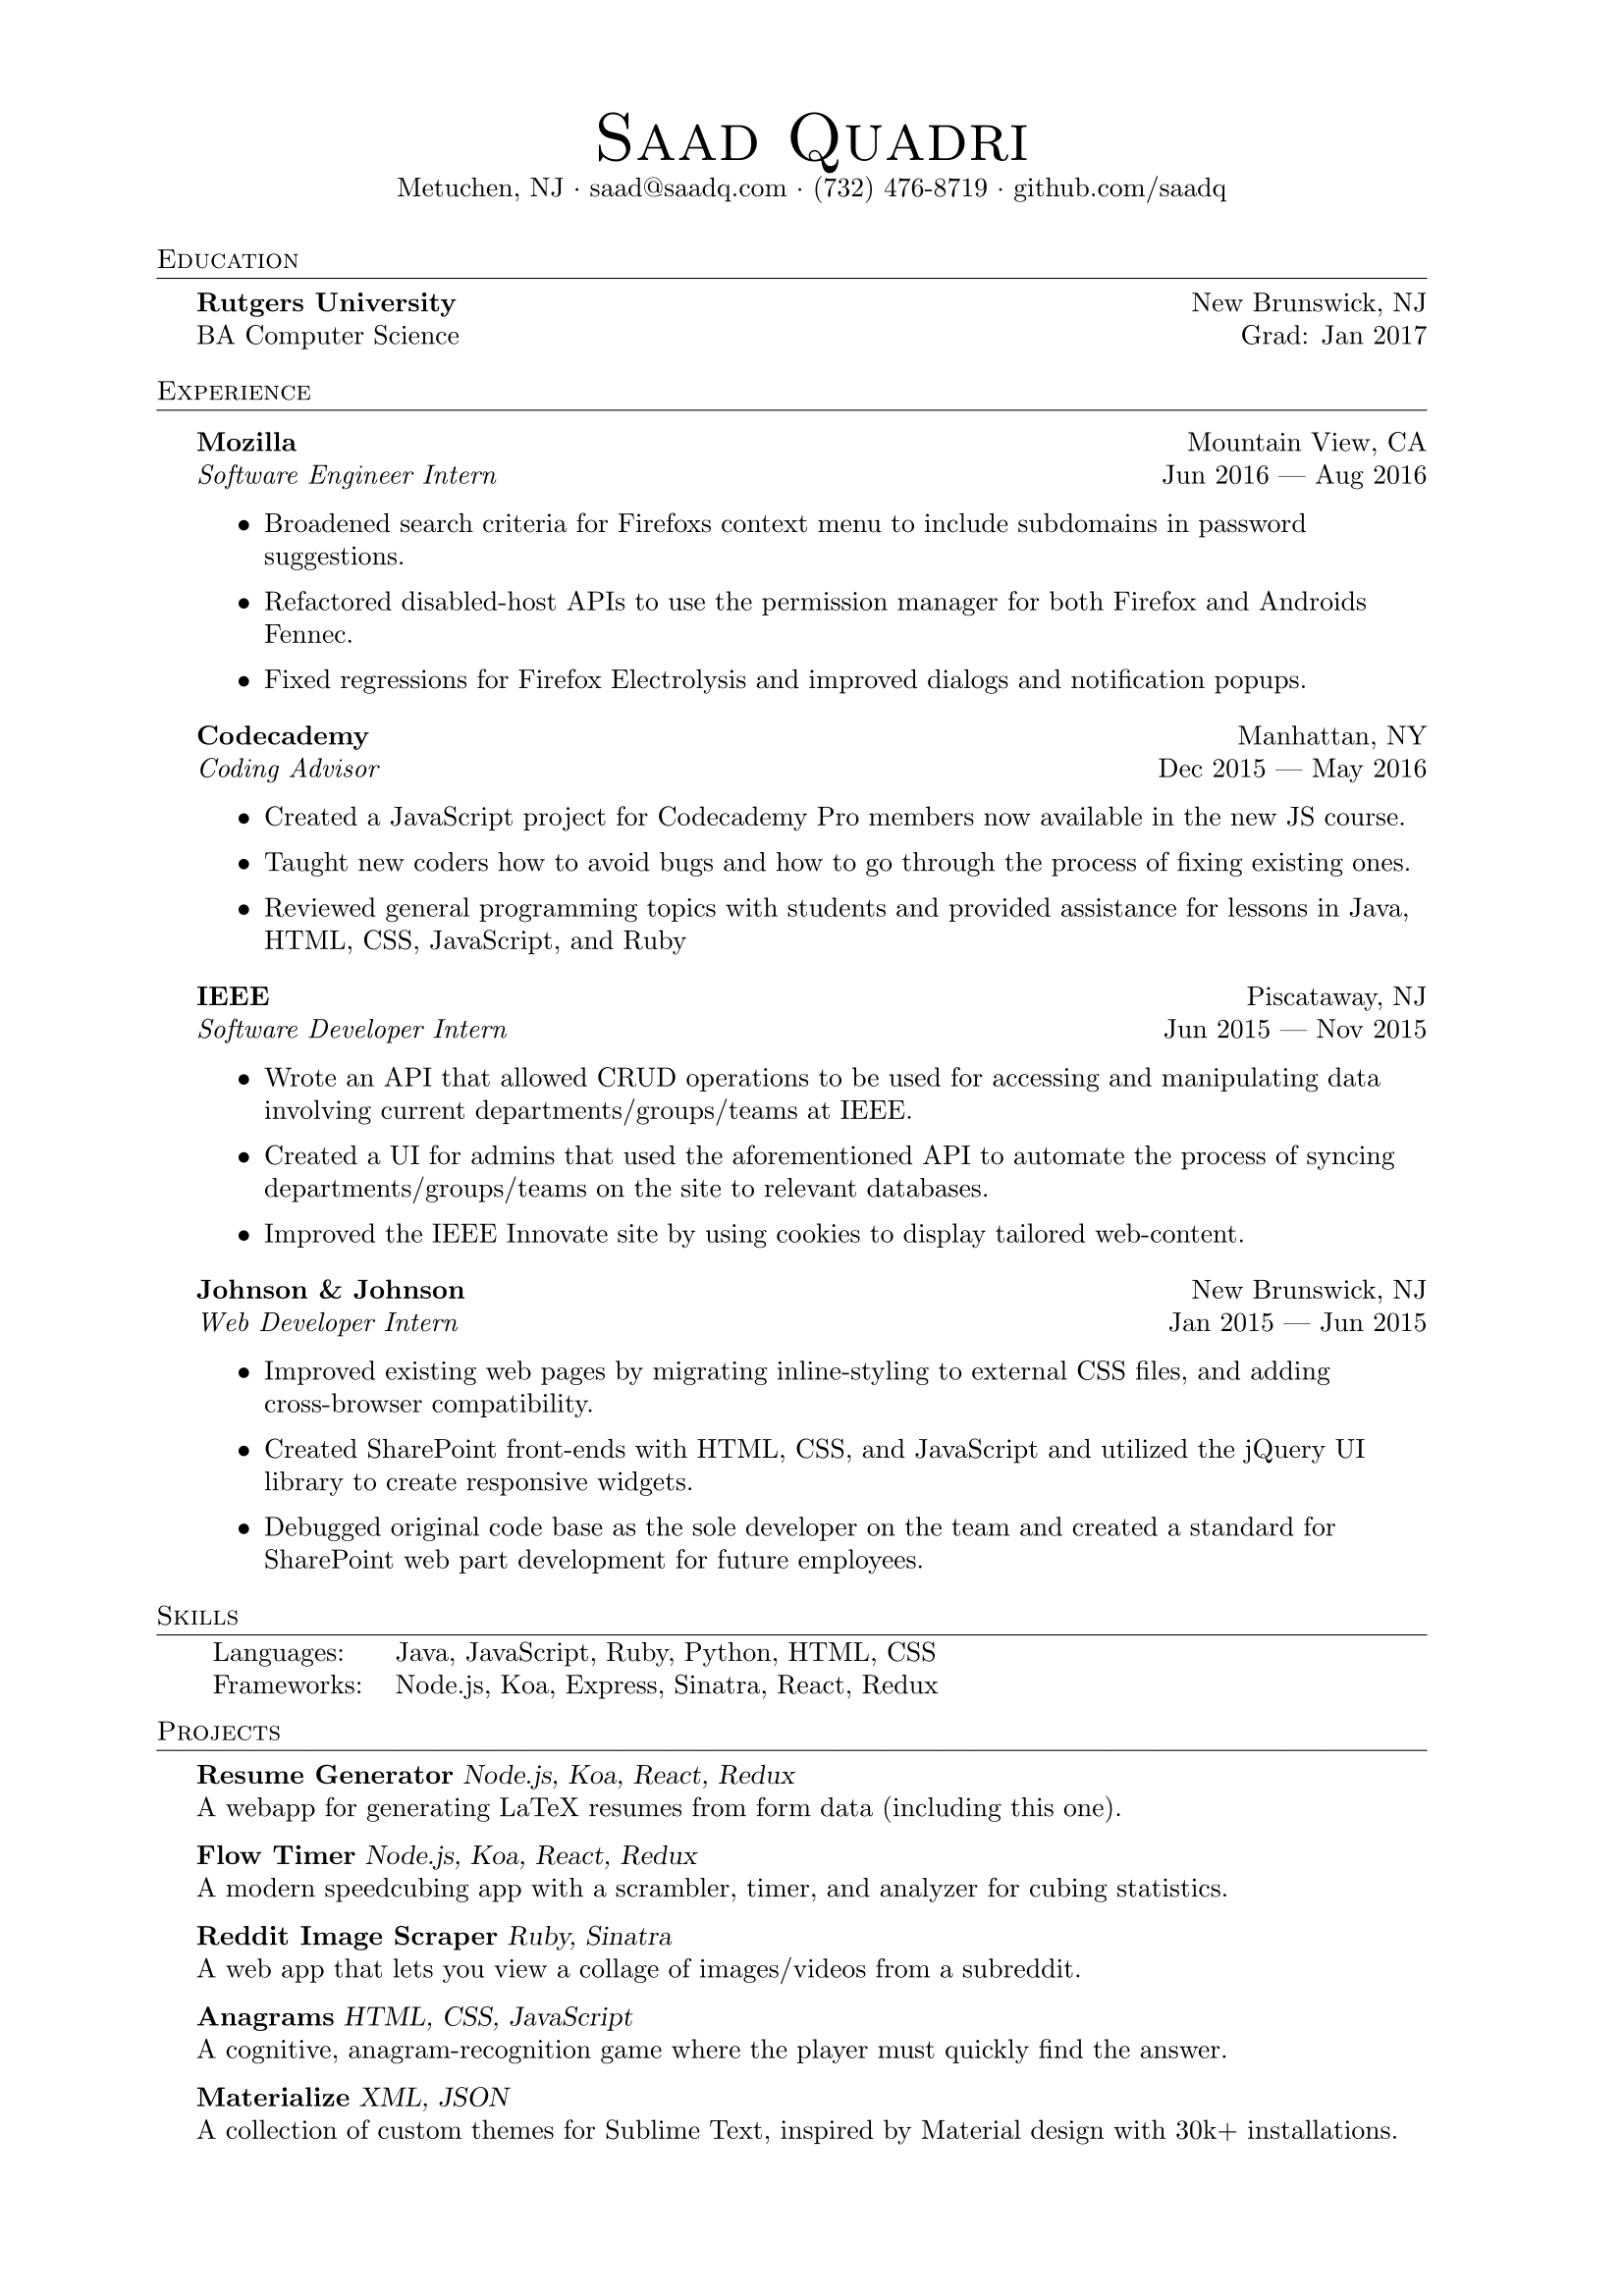 Saad Quadri
Metuchen, NJ · saad@saadq.com · (732) 476-8719 · github.com/saadq
Education
Rutgers University New Brunswick, NJ
BA Computer Science Grad: Jan 2017
Experience
Mozilla Mountain View, CA
Software Engineer Intern Jun 2016 — Aug 2016
• Broadened search criteria for Firefoxs context menu to include subdomains in password
suggestions.
• Refactored disabled-host APIs to use the permission manager for both Firefox and Androids
Fennec.
• Fixed regressions for Firefox Electrolysis and improved dialogs and notification popups.
Codecademy Manhattan, NY
Coding Advisor Dec 2015 — May 2016
• Created a JavaScript project for Codecademy Pro members now available in the new JS course.
• Taught new coders how to avoid bugs and how to go through the process of fixing existing ones.
• Reviewed general programming topics with students and provided assistance for lessons in Java,
HTML, CSS, JavaScript, and Ruby
IEEE Piscataway, NJ
Software Developer Intern Jun 2015 — Nov 2015
• Wrote an API that allowed CRUD operations to be used for accessing and manipulating data
involving current departments/groups/teams at IEEE.
• Created a UI for admins that used the aforementioned API to automate the process of syncing
departments/groups/teams on the site to relevant databases.
• Improved the IEEE Innovate site by using cookies to display tailored web-content.
Johnson & Johnson New Brunswick, NJ
Web Developer Intern Jan 2015 — Jun 2015
• Improved existing web pages by migrating inline-styling to external CSS files, and adding
cross-browser compatibility.
• Created SharePoint front-ends with HTML, CSS, and JavaScript and utilized the jQuery UI
library to create responsive widgets.
• Debugged original code base as the sole developer on the team and created a standard for
SharePoint web part development for future employees.
Skills
Languages: Java, JavaScript, Ruby, Python, HTML, CSS
Frameworks: Node.js, Koa, Express, Sinatra, React, Redux
Projects
Resume Generator Node.js, Koa, React, Redux
A webapp for generating LaTeX resumes from form data (including this one).
Flow Timer Node.js, Koa, React, Redux
A modern speedcubing app with a scrambler, timer, and analyzer for cubing statistics.
Reddit Image Scraper Ruby, Sinatra
A web app that lets you view a collage of images/videos from a subreddit.
Anagrams HTML, CSS, JavaScript
A cognitive, anagram-recognition game where the player must quickly find the answer.
Materialize XML, JSON
A collection of custom themes for Sublime Text, inspired by Material design with 30k+ installations.